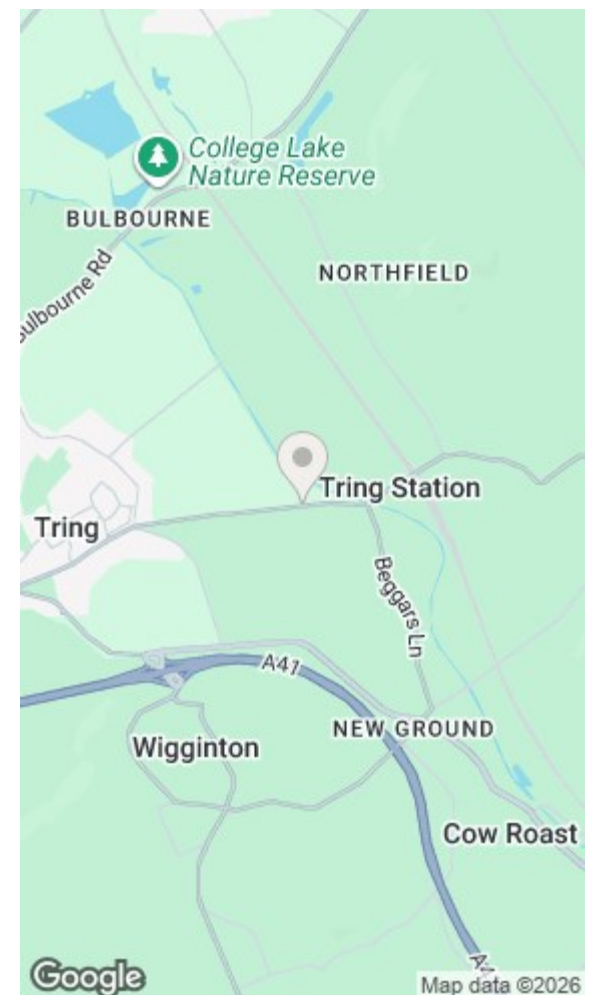 College Lake
Nature Reserve
BULBOURNE
NORTHFIELD
Bulbourne Rd
Tring Station
Tring
Beggars Ln
A41
NEW GROUND
Wigginton
Cow Roast
Google
Map data ©2026